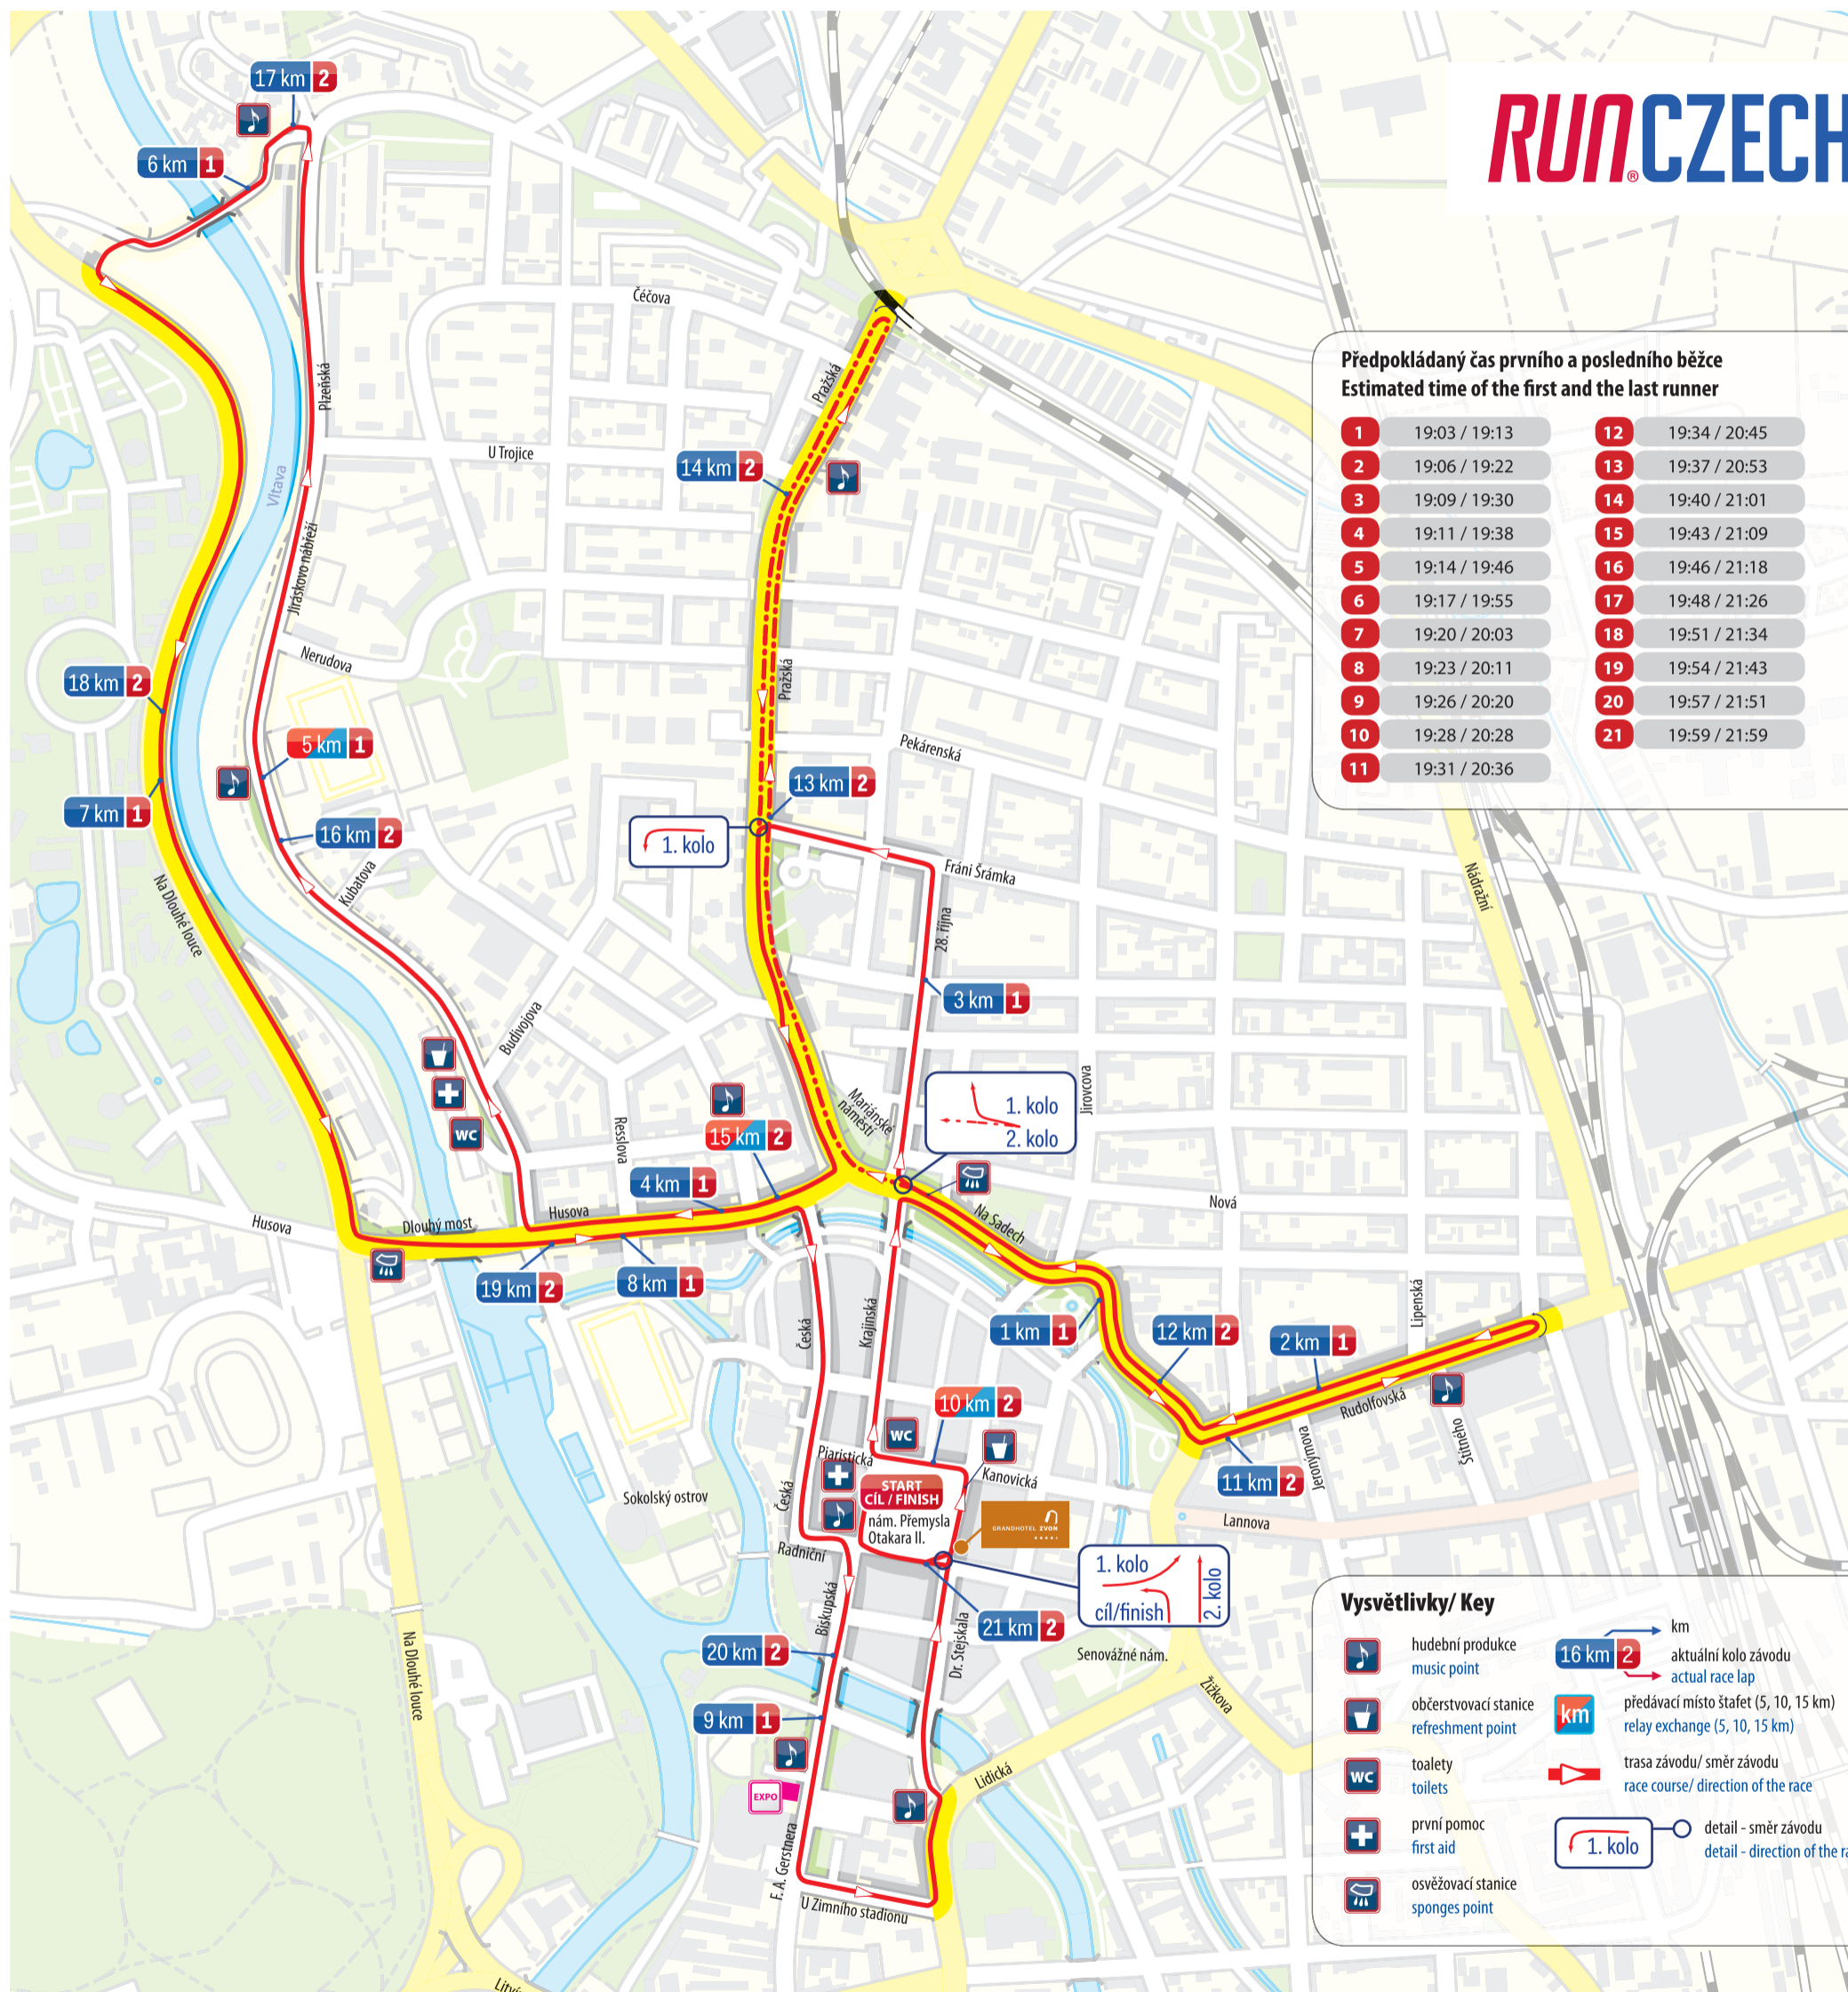 RUN®CZECH
17 km 2
6 km 1
Čéčova
Plzeňská
Pražská
U Trojice
14 km 2
Vltava
Jiráskovo nábřeží
Nerudova
Pražská
18 km 2
5 km 1
Pekárenská
13 km 2
7 km 1
16 km 2
1. kolo
Kubatova
Fráni Šrámka
Nádražní
Na Dlouhé louce
28. října
3 km 1
Budivojova
WC
Jírovcova
Mariánské
náměstí
1. kolo
2. kolo
Resslova
15 km 2
4 km 1
Nová
Husova
Dlouhý most
Husova
Na Sadech
19 km 2
8 km 1
Česká
Krajinská
1 km 1
12 km 2
2 km 1
Lipenská
10 km 2
Rudolfovská
Štítného
Jeronýmova
WC
Piaristická
Kanovická
11 km 2
START
CÍL / FINISH
nám. Přemysla
Otakara II.
GRANDHOTEL ZVON
Česká
Sokolský ostrov
Lannova
Radniční
1. kolo
cíl/finish
2. kolo
Biskupská
21 km 2
Dr. Stejskala
20 km 2
Senovážné nám.
Žižkova
Na Dlouhé louce
9 km 1
Lidická
EXPO
F. A. Gerstnera
U Zimního stadionu
Předpokládaný čas prvního a posledního běžce
Estimated time of the first and the last runner
1 19:03 / 19:13
2 19:06 / 19:22
3 19:09 / 19:30
4 19:11 / 19:38
5 19:14 / 19:46
6 19:17 / 19:55
7 19:20 / 20:03
8 19:23 / 20:11
9 19:26 / 20:20
10 19:28 / 20:28
11 19:31 / 20:36
12 19:34 / 20:45
13 19:37 / 20:53
14 19:40 / 21:01
15 19:43 / 21:09
16 19:46 / 21:18
17 19:48 / 21:26
18 19:51 / 21:34
19 19:54 / 21:43
20 19:57 / 21:51
21 19:59 / 21:59
Vysvětlivky/ Key
hudební produkce
music point
občerstvovací stanice
refreshment point
WC
toalety
toilets
první pomoc
first aid
osvěžovací stanice
sponges point
16 km 2
km
aktuální kolo závodu
actual race lap
km
předávací místo štafet (5, 10, 15 km)
relay exchange (5, 10, 15 km)
trasa závodu/ směr závodu
race course/ direction of the race
1. kolo
detail - směr závodu
detail - direction of the